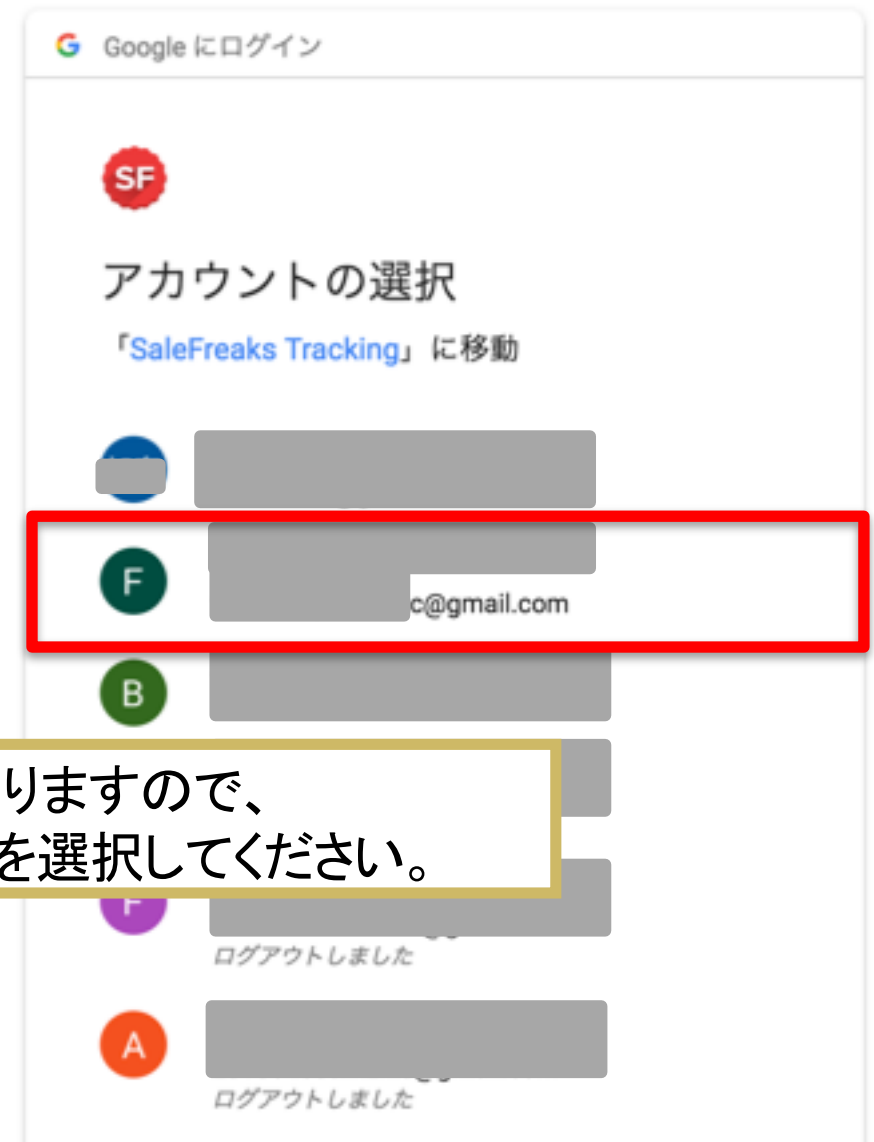 Google にログイン
SF
アカウントの選択
「SaleFreaks Tracking」に移動
F
c@gmail.com
B
りますので、
を選択してください。
F
ログアウトしました
A
ログアウトしました